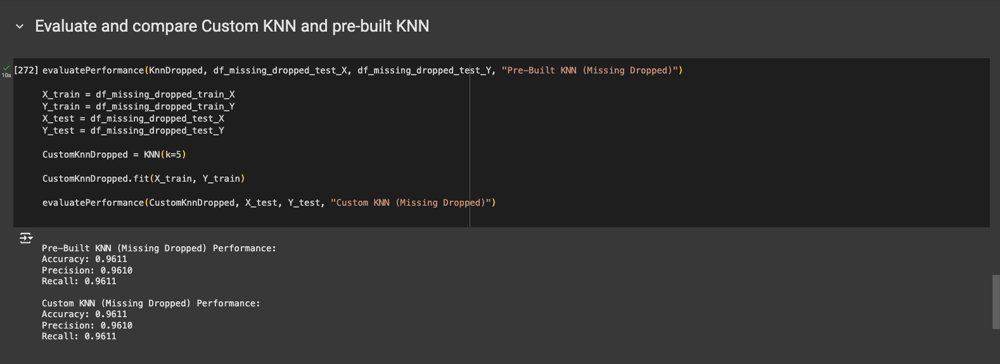 Evaluate and compare Custom KNN and pre-built KNN
[272] evaluatePerformance(KnnDropped, df_missing_dropped_test_X, df_missing_dropped_test_Y, "Pre-Built KNN (Missing Dropped)")
10s
X_train = df_missing_dropped_train_X
Y_train = df_missing_dropped_train_Y
X_test = df_missing_dropped_test_X
Y_test = df_missing_dropped_test_Y
CustomKnnDropped = KNN(k=5)
CustomKnnDropped.fit(X_train, Y_train)
evaluatePerformance(CustomKnnDropped, X_test, Y_test, "Custom KNN (Missing Dropped)")
Pre-Built KNN (Missing Dropped) Performance:
Accuracy: 0.9611
Precision: 0.9610
Recall: 0.9611
Custom KNN (Missing Dropped) Performance:
Accuracy: 0.9611
Precision: 0.9610
Recall: 0.9611